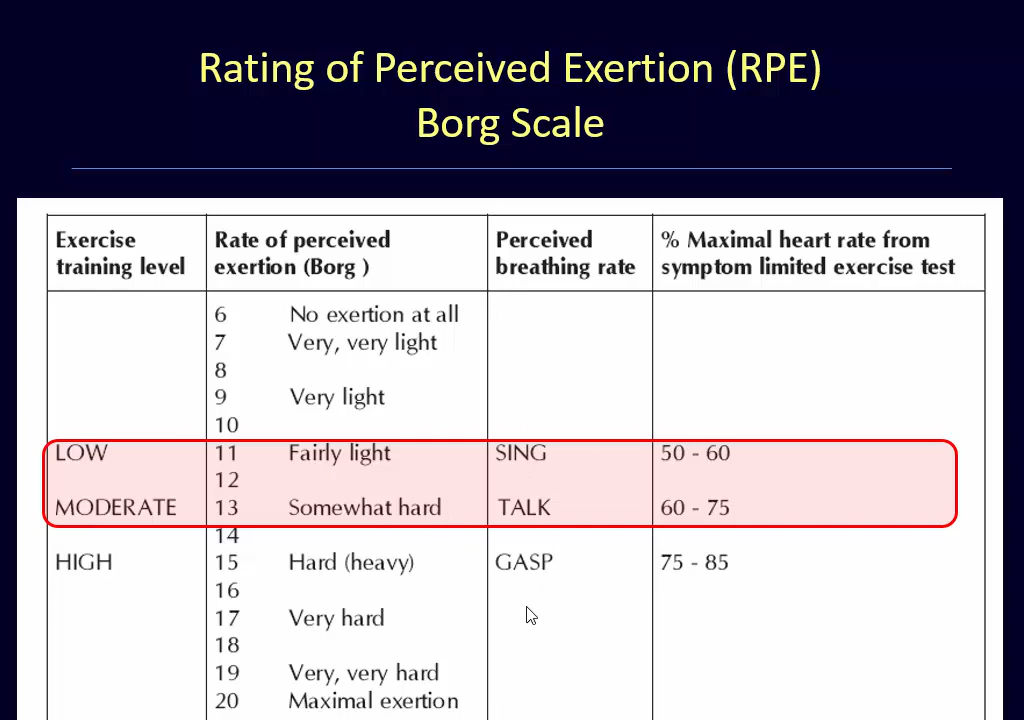 Rating of Perceived Exertion (RPE)
Borg Scale
Exercise training level
Rate of perceived exertion (Borg )
Perceived breathing rate
% Maximal heart rate from symptom limited exercise test
6 No exertion at all
7 Very, very light
8
9 Very light
10
LOW 11 Fairly light SING 50 - 60
12
MODERATE 13 Somewhat hard TALK 60 - 75
14
HIGH 15 Hard (heavy) GASP 75 - 85
16
17 Very hard
18
19 Very, very hard
20 Maximal exertion